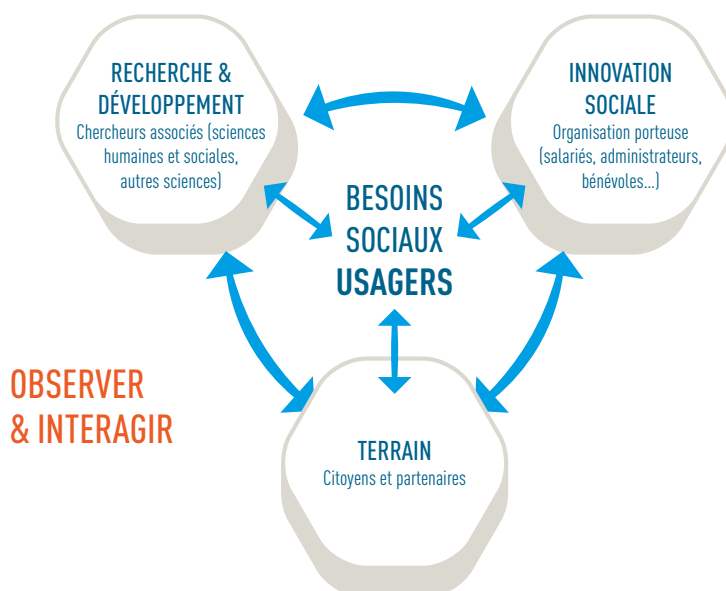 RECHERCHE &
DÉVELOPPEMENT
Chercheurs associés (sciences
humaines et sociales,
autres sciences)
INNOVATION
SOCIALE
Organisation porteuse
(salariés, administrateurs,
bénévoles...)
BESOINS
SOCIAUX
USAGERS
OBSERVER
& INTERAGIR
TERRAIN
Citoyens et partenaires